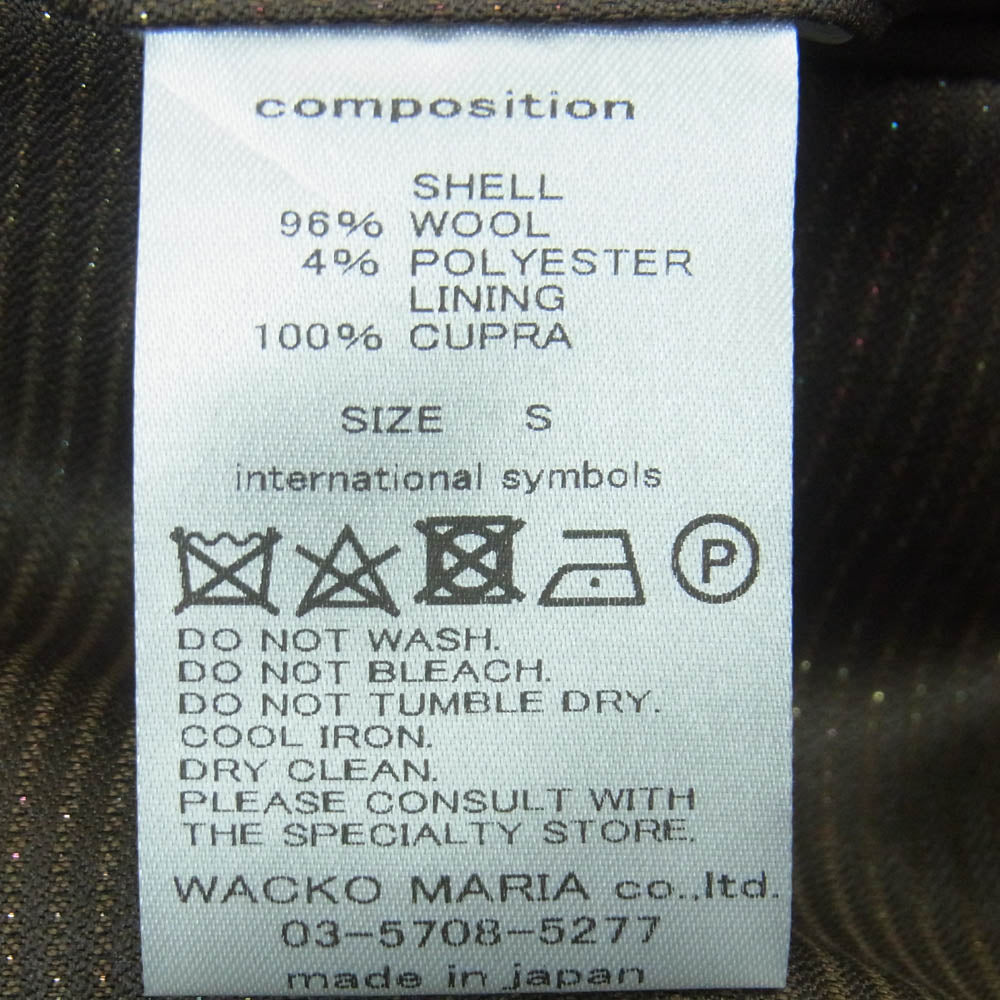 composition
SHELL
96% WOOL
4% POLYESTER
LINING
100% CUPRA
SIZE S
international symbols
P
DO NOT WASH.
DO NOT BLEACH.
DO NOT TUMBLE DRY.
COOL IRON.
DRY CLEAN.
PLEASE CONSULT WITH
THE SPECIALTY STORE.
WACKO MARIA co.,ltd.
03-5708-5277
made in japan